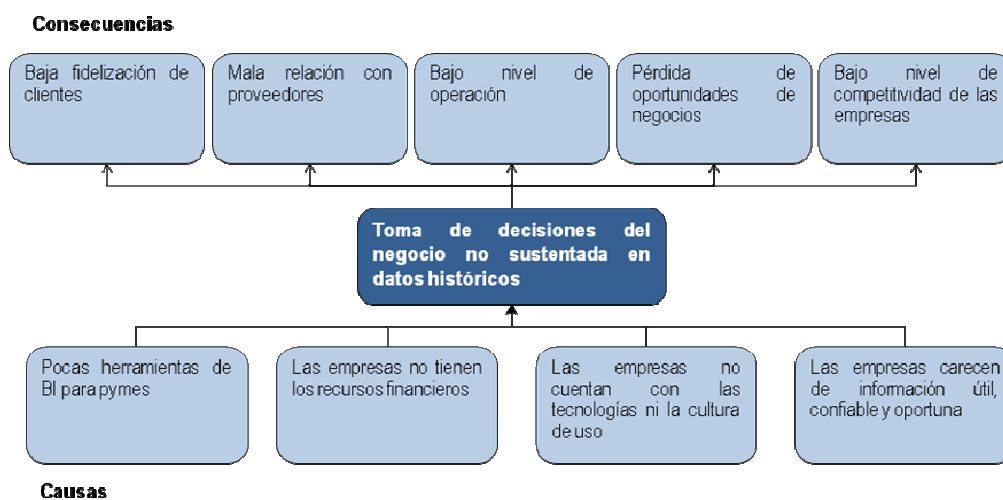 Consecuencias
Baja fidelización de
clientes
Mala relación con
proveedores
Bajo nivel de
operación
Pérdida de
oportunidades de
negocios
Bajo nivel de
competitividad de las
empresas
Toma de decisiones del
negocio no sustentada en
datos históricos
Pocas herramientas de
BI para pymes
Las empresas no tienen
los recursos financieros
Las empresas no
cuentan con las
tecnologías ni la cultura
de uso
Las empresas carecen
de información útil,
confiable y oportuna
Causas